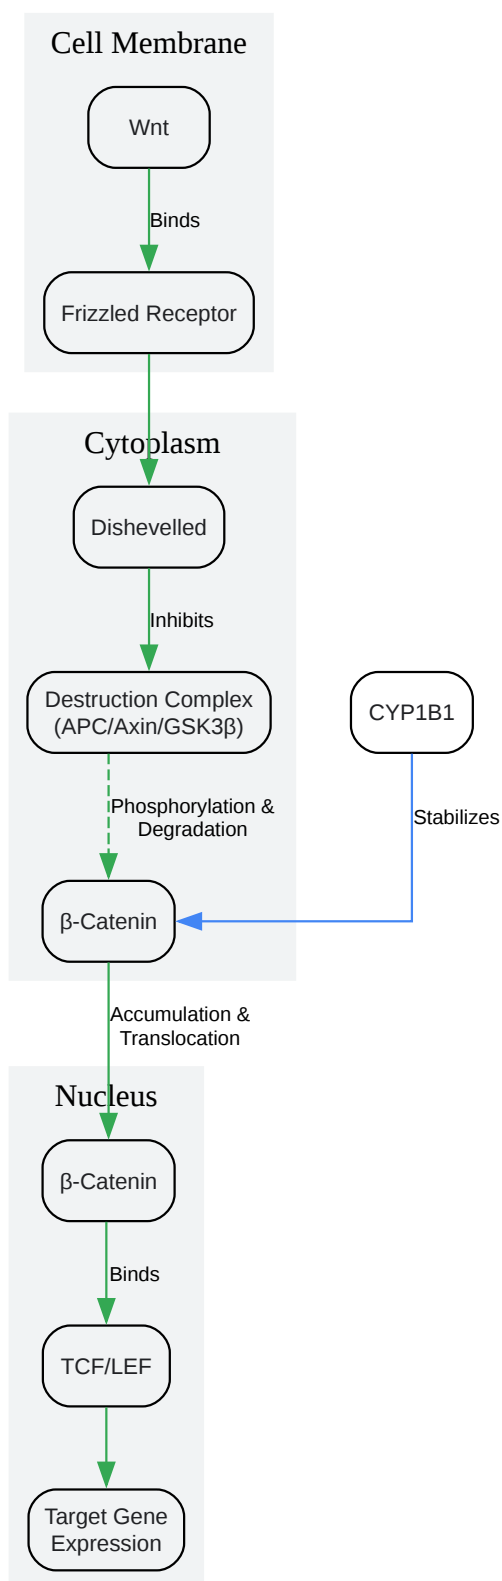 Cell Membrane
Wnt
Binds
Frizzled Receptor
Cytoplasm
Dishevelled
Inhibits
Destruction Complex
(APC/Axin/GSK3β)
CYP1B1
Phosphorylation &
Degradation
Stabilizes
β-Catenin
Accumulation &
Translocation
Nucleus
β-Catenin
Binds
TCF/LEF
Target Gene
Expression